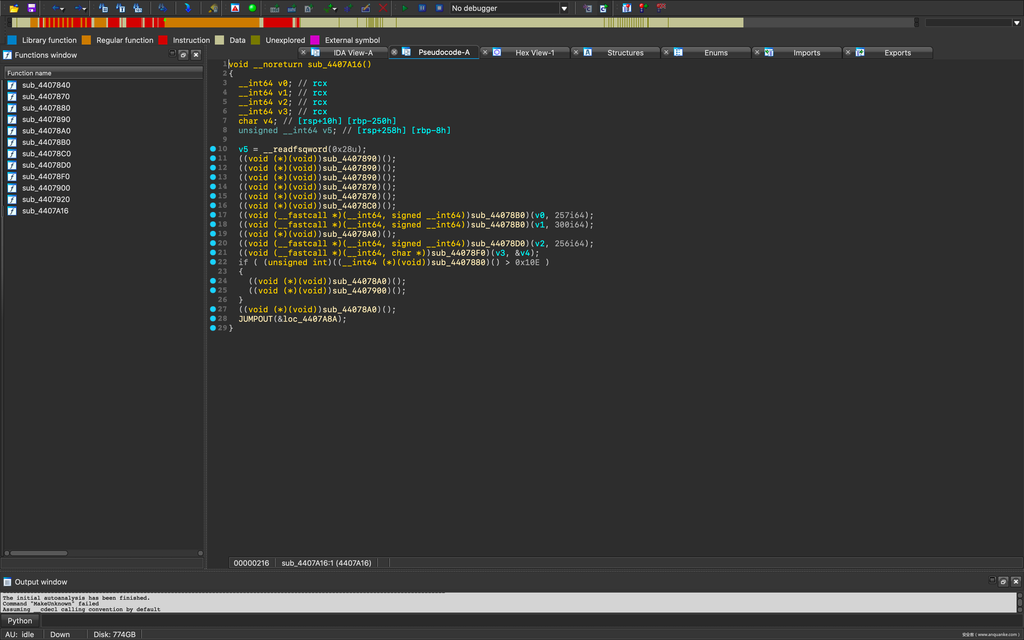 No debugger
Library function Regular function Instruction Data Unexplored External symbol
Functions window
IDA View-A Pseudocode-A Hex View-1 Structures Enums Imports Exports
Function name
sub_4407840
sub_4407870
sub_4407880
sub_4407890
sub_44078A0
sub_44078B0
sub_44078C0
sub_44078D0
sub_44078F0
sub_4407900
sub_4407920
sub_4407A16
1 void __noreturn sub_4407A16()
2 {
3 __int64 v0; // rcx
4 __int64 v1; // rcx
5 __int64 v2; // rcx
6 __int64 v3; // rcx
7 char v4; // [rsp+10h] [rbp-250h]
8 unsigned __int64 v5; // [rsp+258h] [rbp-8h]
9
10 v5 = __readfsqword(0x28u);
11 ((void (*)(void))sub_4407890)();
12 ((void (*)(void))sub_4407890)();
13 ((void (*)(void))sub_4407890)();
14 ((void (*)(void))sub_4407870)();
15 ((void (*)(void))sub_4407870)();
16 ((void (*)(void))sub_44078C0)();
17 ((void (__fastcall *)(__int64, signed __int64))sub_44078B0)(v0, 257i64);
18 ((void (__fastcall *)(__int64, signed __int64))sub_44078B0)(v1, 300i64);
19 ((void (*)(void))sub_44078A0)();
20 ((void (__fastcall *)(__int64, signed __int64))sub_44078D0)(v2, 256i64);
21 ((void (__fastcall *)(__int64, char *))sub_44078F0)(v3, &v4);
22 if ( (unsigned int)((__int64 (*)(void))sub_4407880)() > 0x10E )
23 {
24 ((void (*)(void))sub_44078A0)();
25 ((void (*)(void))sub_4407900)();
26 }
27 ((void (*)(void))sub_44078A0)();
28 JUMPOUT(&loc_4407A8A);
29 }
00000216 sub_4407A16:1 (4407A16)
Output window
The initial autoanalysis has been finished.
Command "MakeUnknown" failed
Assuming __cdecl calling convention by default
Python
AU: idle Down Disk: 774GB
安全客 ( www.anquanke.com )